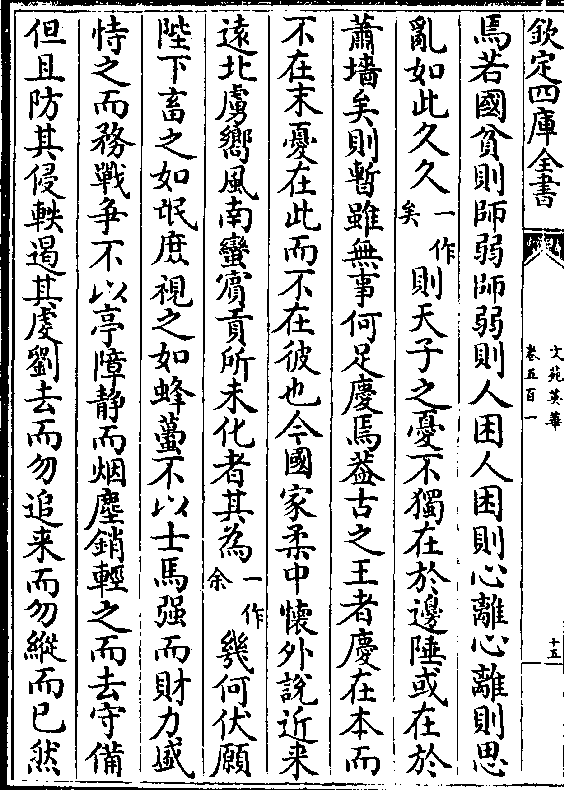 欽定四庫全書
文苑英華
卷五百一
十五
焉若國貧則師弱師弱則人困人困則心離心離則思
亂如此久久一作矣則天子之憂不獨在於邊陲或在於
蕭墻矣則暫雖無事何足慶焉葢古之王者慶在本而
不在末憂在此而不在彼也今國家柔中懷外說近来
遠北虜嚮風南蠻賔貢所未化者其為一作余幾何伏願
陛下畜之如氓庶視之如蜂蠆不以士馬强而財力盛
恃之而務戰争不以亭障静而烟塵銷輕之而去守備
但且防其侵軼遏其䖍劉去而勿追来而勿縱而已然